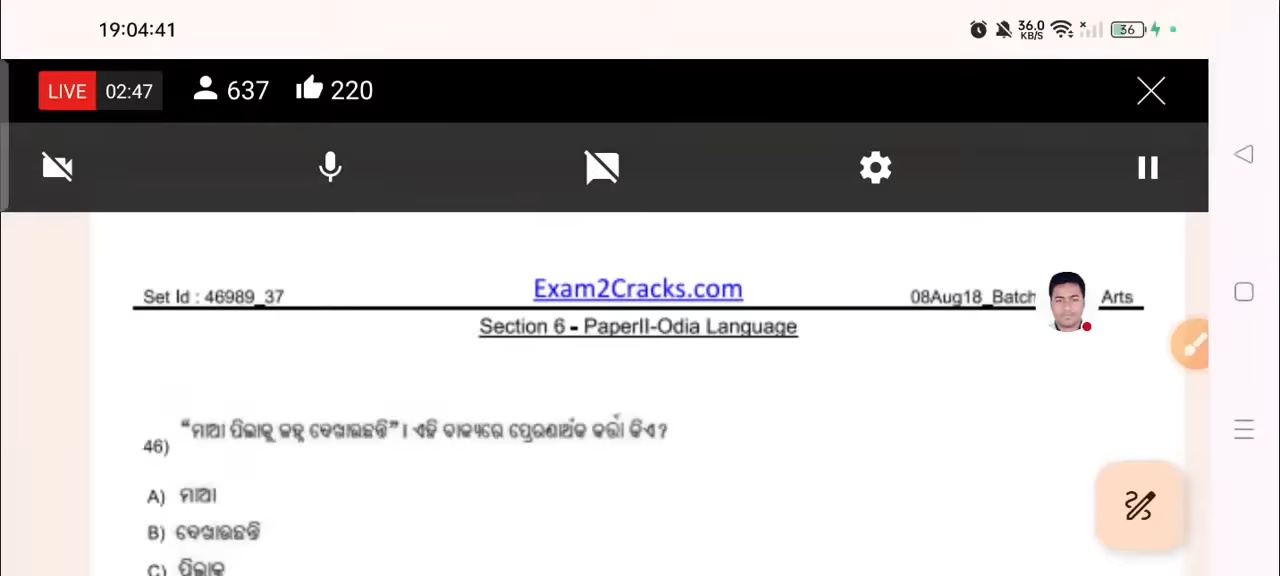 19:04:41
36.0 KB/S 36
LIVE 02:47 637 220
Set Id : 46989_37 Exam2Cracks.com 08Aug18_Batch Arts
Section 6 - PaperII-Odia Language
46) “ମାଆ ପିଲାକୁ ଜହ୍ନ ଦେଖାଉଛନ୍ତି”। ଏହି ବାକ୍ୟରେ ପ୍ରେରଣାର୍ଥକ କର୍ତ୍ତା କିଏ?
A) ମାଆ
B) ଦେଖାଉଛନ୍ତି
C) ପିଲାକୁ